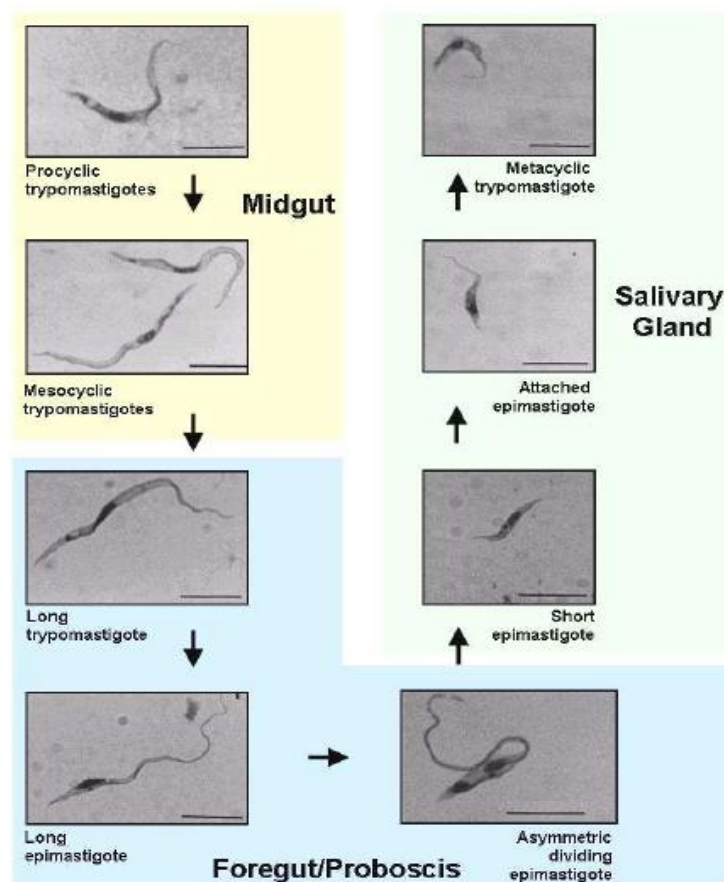 Procyclic
trypomastigotes
Midgut
Mesocyclic
trypomastigotes
Long
trypomastigote
Long
epimastigote
Foregut/Proboscis
Asymmetric
dividing
epimastigote
Short
epimastigote
Attached
epimastigote
Salivary
Gland
Metacyclic
trypomastigote